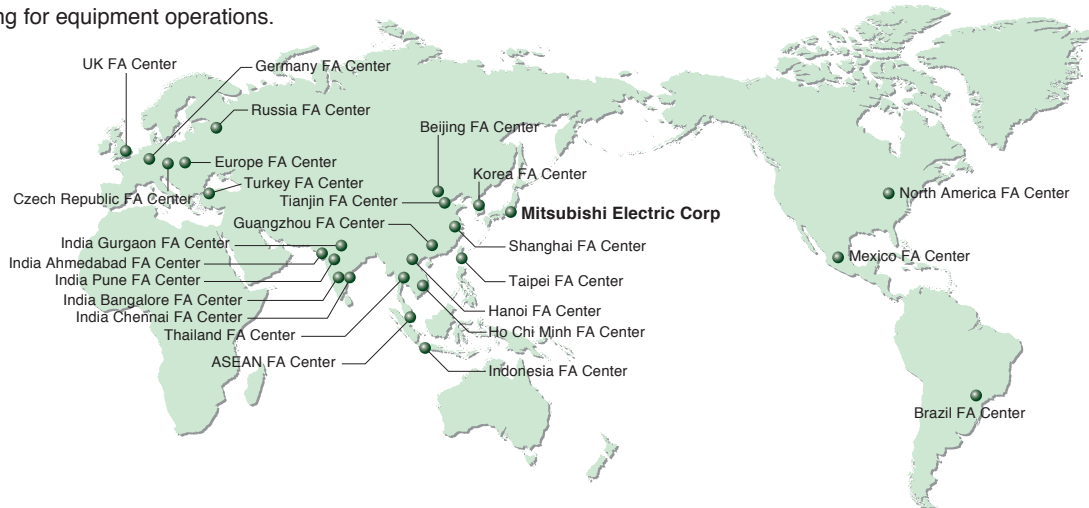 ng for equipment operations.
UK FA Center
Germany FA Center
Russia FA Center
Beijing FA Center
Europe FA Center
Korea FA Center
Turkey FA Center
Czech Republic FA Center
Tianjin FA Center
North America FA Center
Mitsubishi Electric Corp
Guangzhou FA Center
India Gurgaon FA Center
Shanghai FA Center
Mexico FA Center
India Ahmedabad FA Center
India Pune FA Center
Taipei FA Center
India Bangalore FA Center
Hanoi FA Center
India Chennai FA Center
Ho Chi Minh FA Center
Thailand FA Center
ASEAN FA Center
Indonesia FA Center
Brazil FA Center